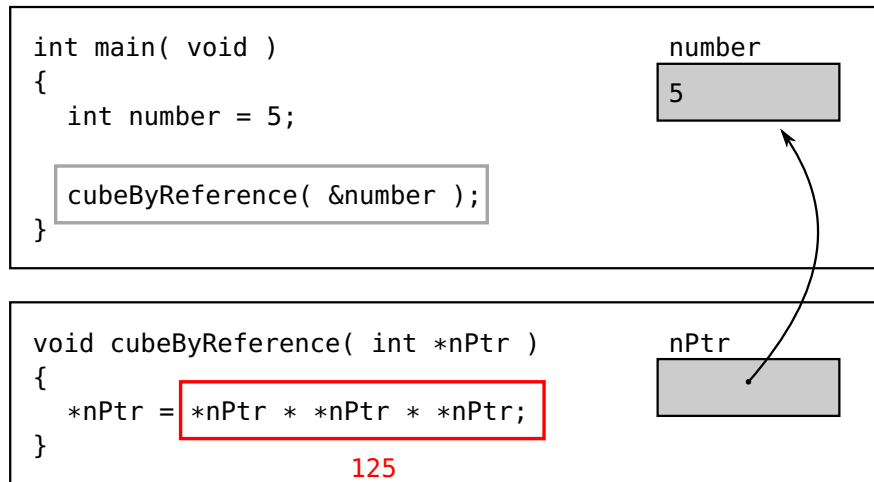 int main( void )
{
int number = 5;
cubeByReference( &number );
}
number
5
void cubeByReference( int *nPtr )
{
*nPtr = *nPtr * *nPtr * *nPtr;
}
125
nPtr